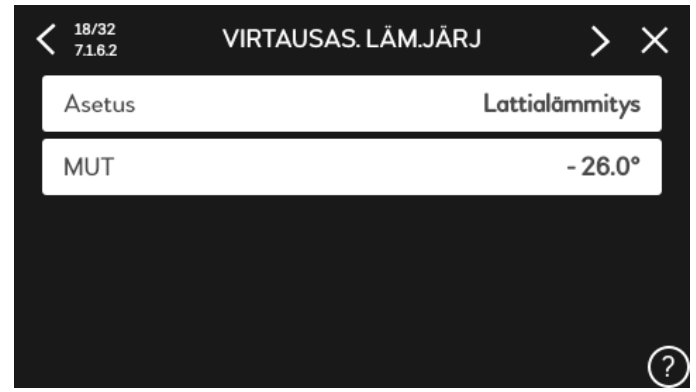 18/32
7.1.6.2
VIRTAUSAS. LÄM.JÄRJ
Asetus Lattialämmitys
MUT - 26.0°
?